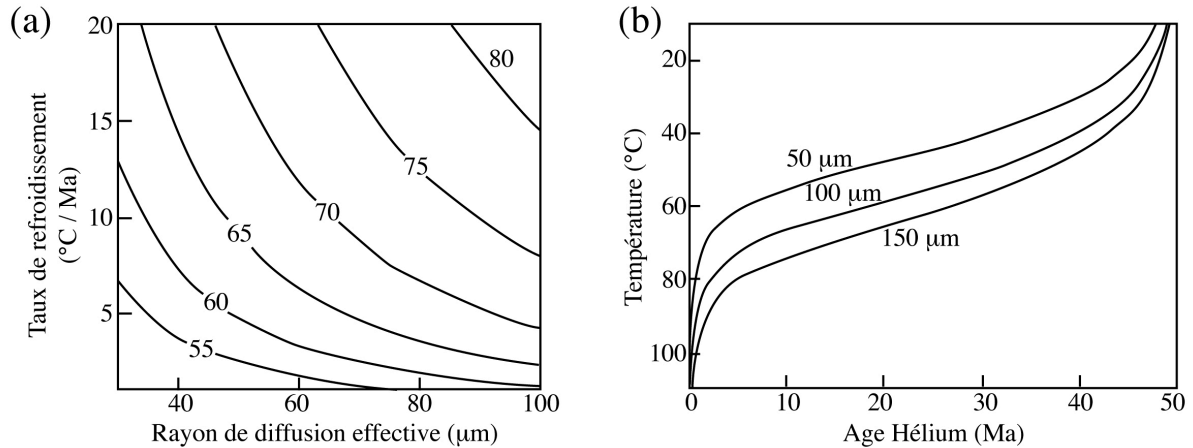 (a)
20
15
10
5
Taux de refroidissement
(°C / Ma)
80
75
70
65
60
55
40
60
80
100
Rayon de diffusion effective (μm)
(b)
20
40
60
80
100
Température (°C)
50 μm
100 μm
150 μm
0
10
20
30
40
50
Age Hélium (Ma)